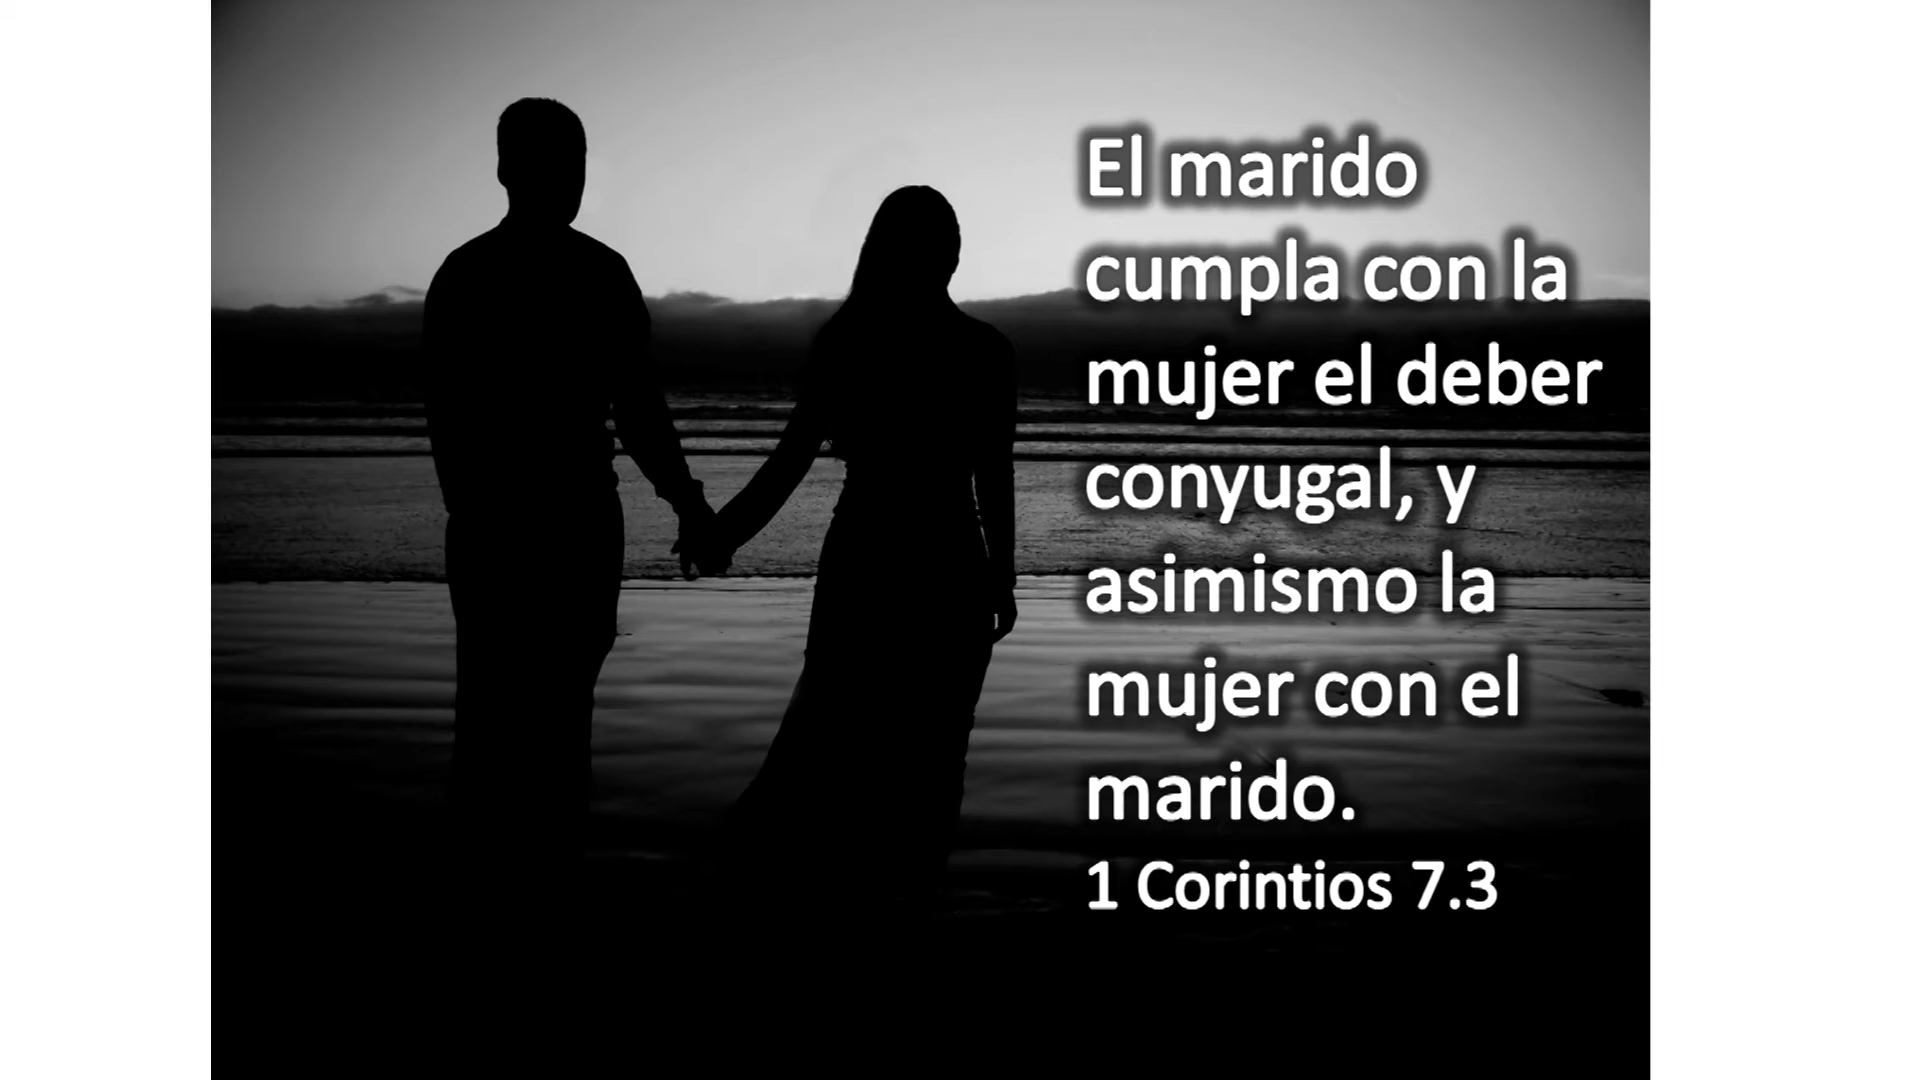 El marido
cumpla con la
mujer el deber
conyugal, y
asimismo la
mujer con el
marido.
1 Corintios 7.3